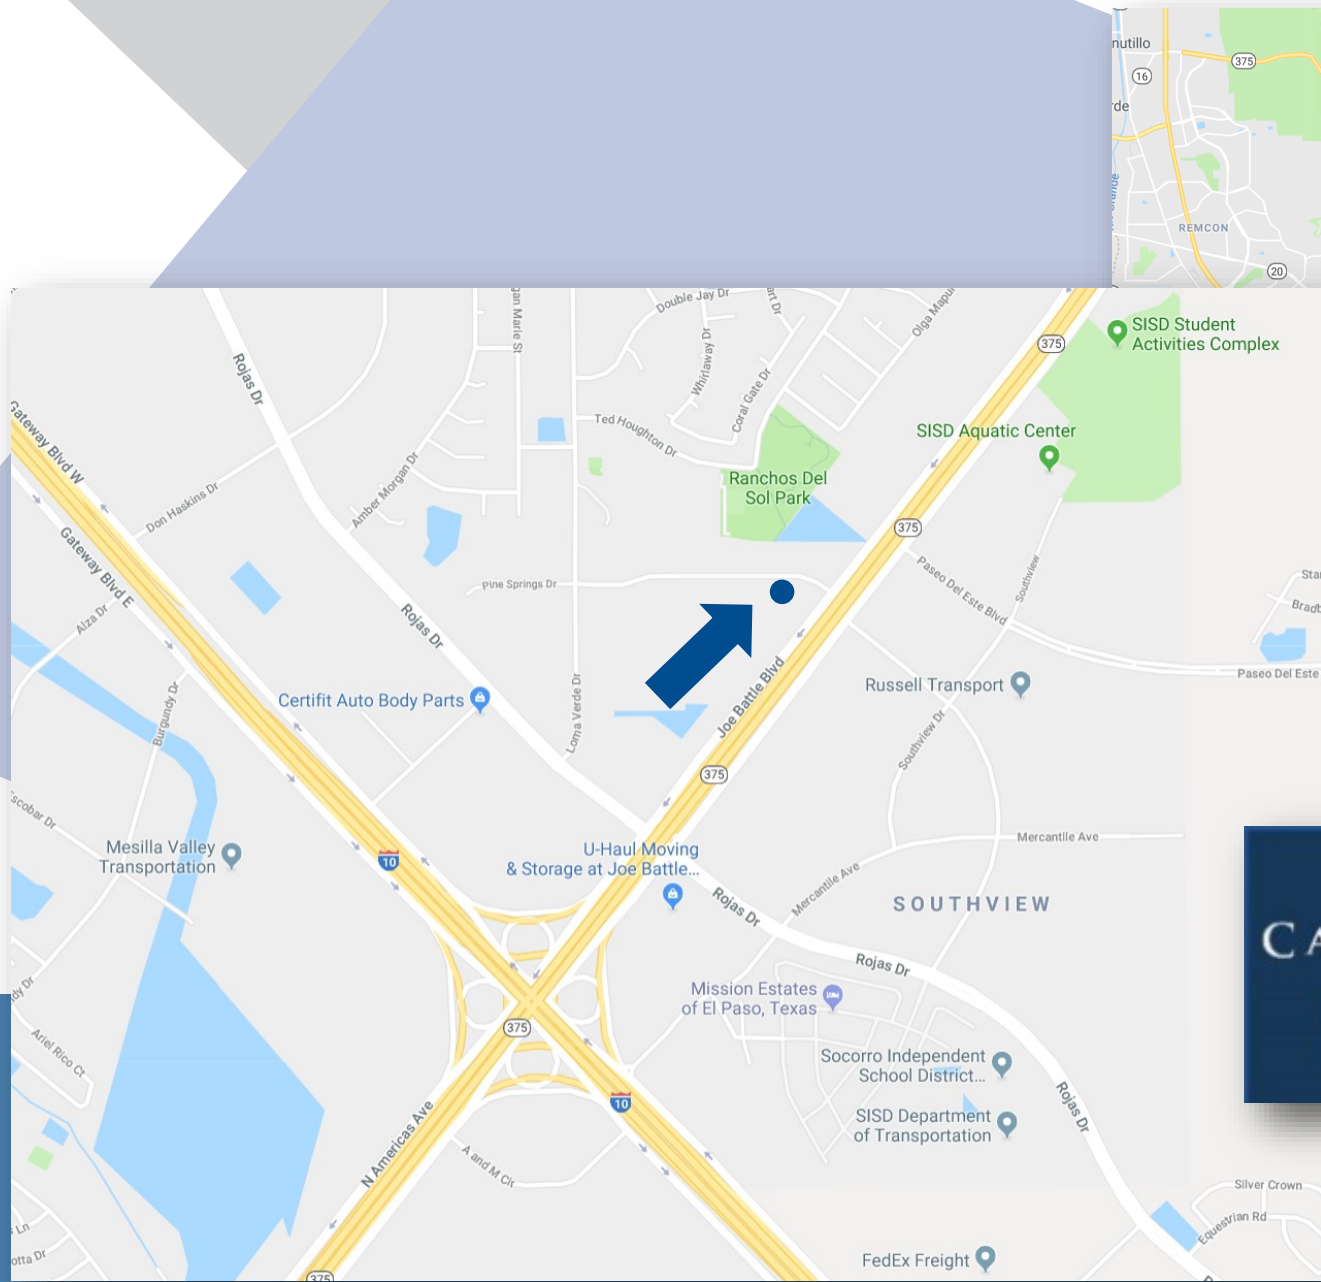 nutillo
375
16
rde
REMCON
20
Double Jay Dr
Whirlaway Dr
Coral Gate Dr
Rojas Dr
375
SISD Student
Activities Complex
Gateway Blvd W
Ted Houghton Dr
SISD Aquatic Center
Amber Morgan Dr
Don Haskins Dr
Ranchos Del
Sol Park
375
Gateway Blvd E
Pine Springs Dr
Paseo Del Este Blvd
Southview
Alza Dr
Rojas Dr
Paseo Del Este
Certifit Auto Body Parts
Burgundy Dr
Loma Verde Dr
Joe Battle Blvd
Russell Transport
Southview Dr
375
Escobar Dr
Mesilla Valley
Transportation
10
U-Haul Moving
& Storage at Joe Battle...
Mercantile Ave
Mercantile Ave
Rojas Dr
SOUTHVIEW
CA
Rojas Dr
Mission Estates
of El Paso, Texas
375
Ariel Rico Ct
Socorro Independent
School District...
10
SISD Department
of Transportation
Rojas Dr
N Americas Ave
A and M Cir
Silver Crown
Equestrian Rd
Ln
otta Dr
FedEx Freight
375